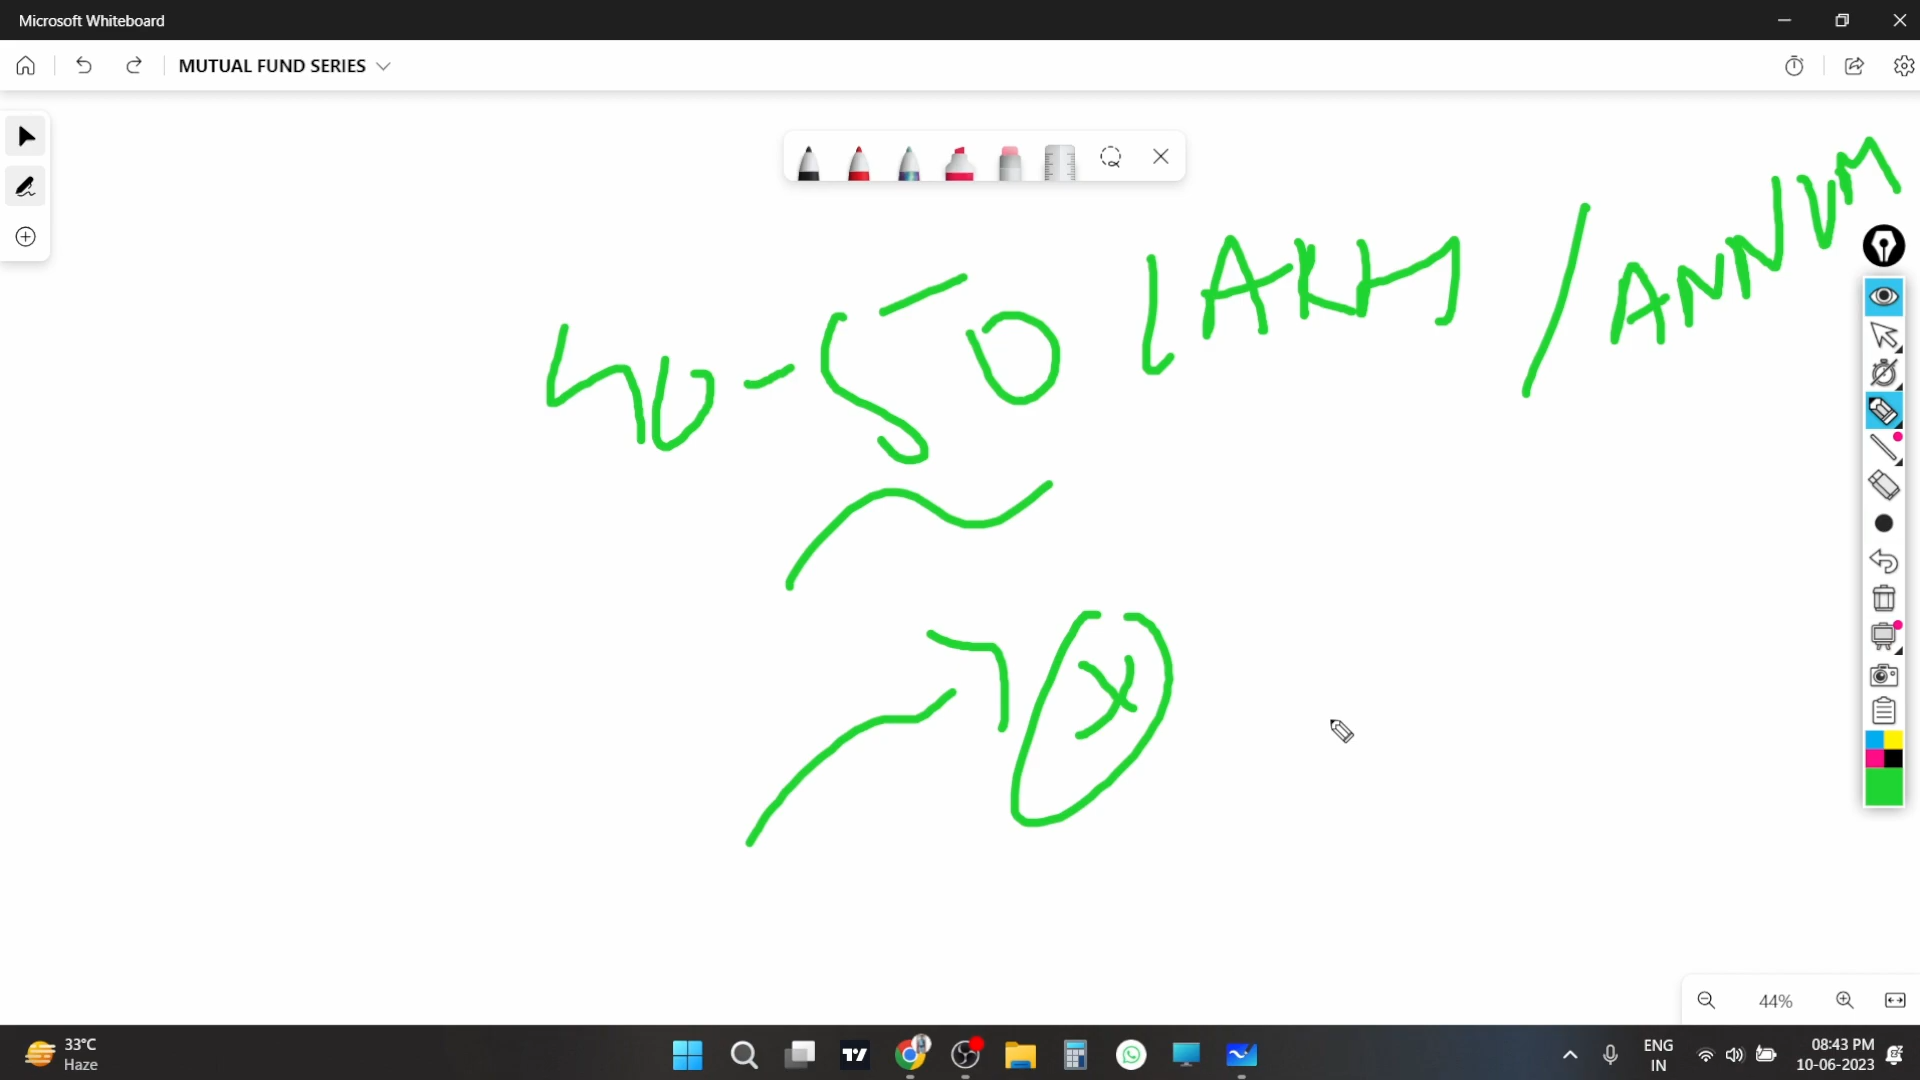 Microsoft Whiteboard
MUTUAL FUND SERIES
40-50 LAKH / ANNUM
7 X
44%
33°C
Haze
ENG
IN
08:43 PM
10-06-2023